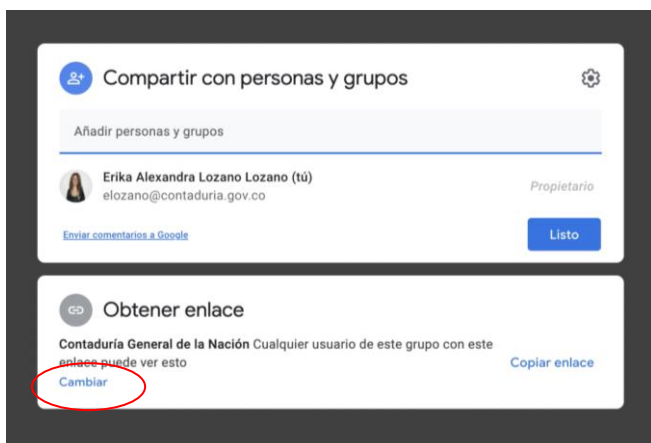 Compartir con personas y grupos
Añadir personas y grupos
Erika Alexandra Lozano Lozano (tú)
elozano@contaduria.gov.co
Propietario
Enviar comentarios a Google
Listo
Obtener enlace
Contaduría General de la Nación Cualquier usuario de este grupo con este
enlace puede ver esto
Copiar enlace
Cambiar